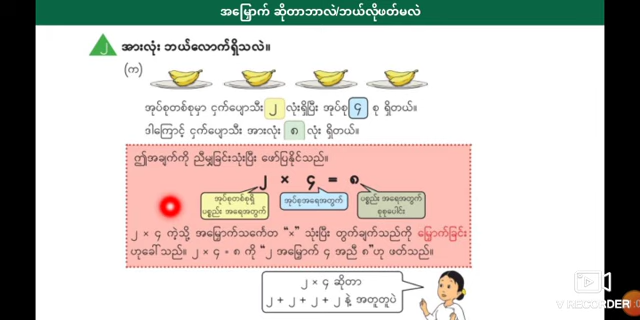 အမြှောက် ဆိုတာဘာလဲ/ဘယ်လိုဖတ်မလဲ
၂ အားလုံး ဘယ်လောက်ရှိသလဲ။
(က)
အုပ်စုတစ်စုမှာ ငှက်ပျောသီး ၂ လုံးရှိပြီး အုပ်စု ၄ စု ရှိတယ်။
ဒါကြောင့် ငှက်ပျောသီး အားလုံး ၈ လုံး ရှိတယ်။
ဤအချက်ကို ညီမျှခြင်းသုံးပြီး ဖော်ပြနိုင်သည်။
၂ × ၄ = ၈
အုပ်စုတစ်စုရှိ ပစ္စည်း အရေအတွက်
အုပ်စုအရေအတွက်
ပစ္စည်း အရေအတွက် စုစုပေါင်း
၂ × ၄ ကဲ့သို့ အမြှောက်သင်္ကေတ “×” သုံးပြီး တွက်ချက်သည်ကို မြှောက်ခြင်း
ဟုခေါ်သည်။ ၂ × ၄ = ၈ ကို “၂ အမြှောက် ၄ အညီ ၈” ဟု ဖတ်သည်။
၂ × ၄ ဆိုတာ
၂ + ၂ + ၂ + ၂ နဲ့ အတူတူပဲ
RECORDER